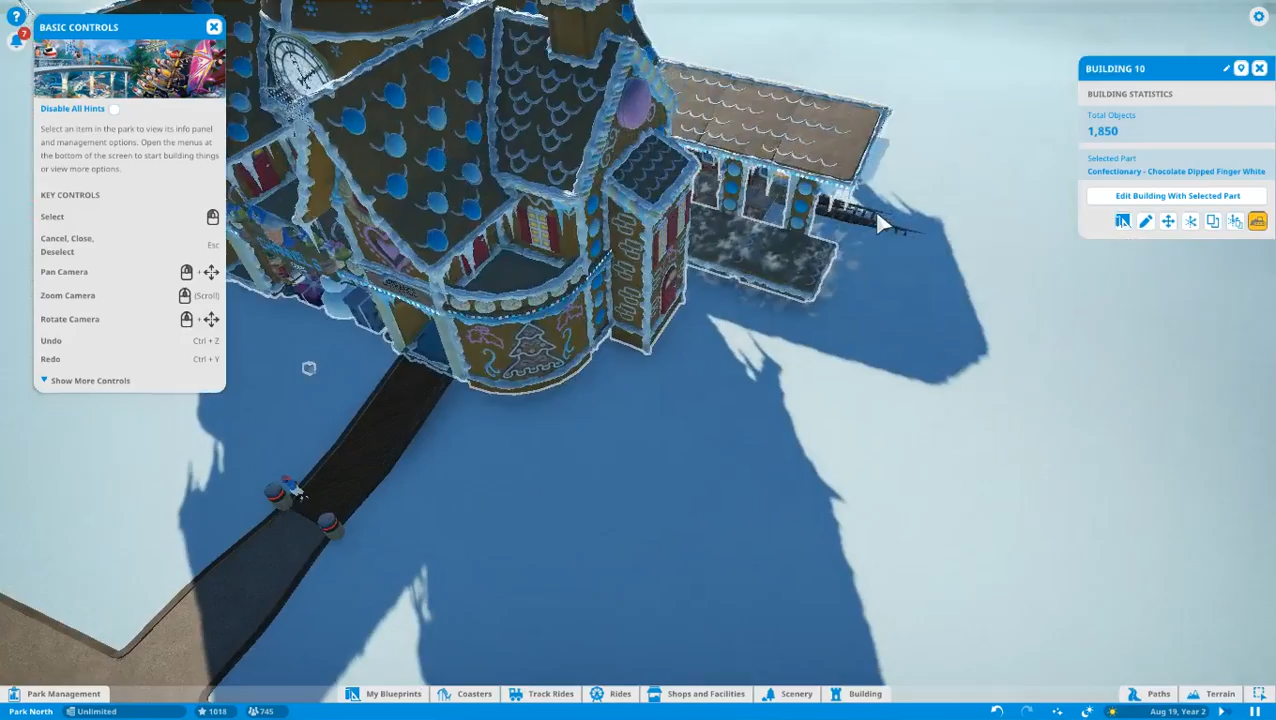 ?
7
BASIC CONTROLS
Disable All Hints
Select an item in the park to view its info panel
and management options. Open the menus at
the bottom of the screen to start building things
or view more options.
KEY CONTROLS
Select
Cancel, Close,
Deselect
Esc
Pan Camera
+
Zoom Camera
(Scroll)
Rotate Camera
+
Undo
Ctrl + Z
Redo
Ctrl + Y
Show More Controls
BUILDING 10
BUILDING STATISTICS
Total Objects
1,850
Selected Part
Confectionary - Chocolate Dipped Finger White
Edit Building With Selected Part
Park Management
My Blueprints
Coasters
Track Rides
Rides
Shops and Facilities
Scenery
Building
Paths
Terrain
Park North
Unlimited
1018
745
Aug 19, Year 2